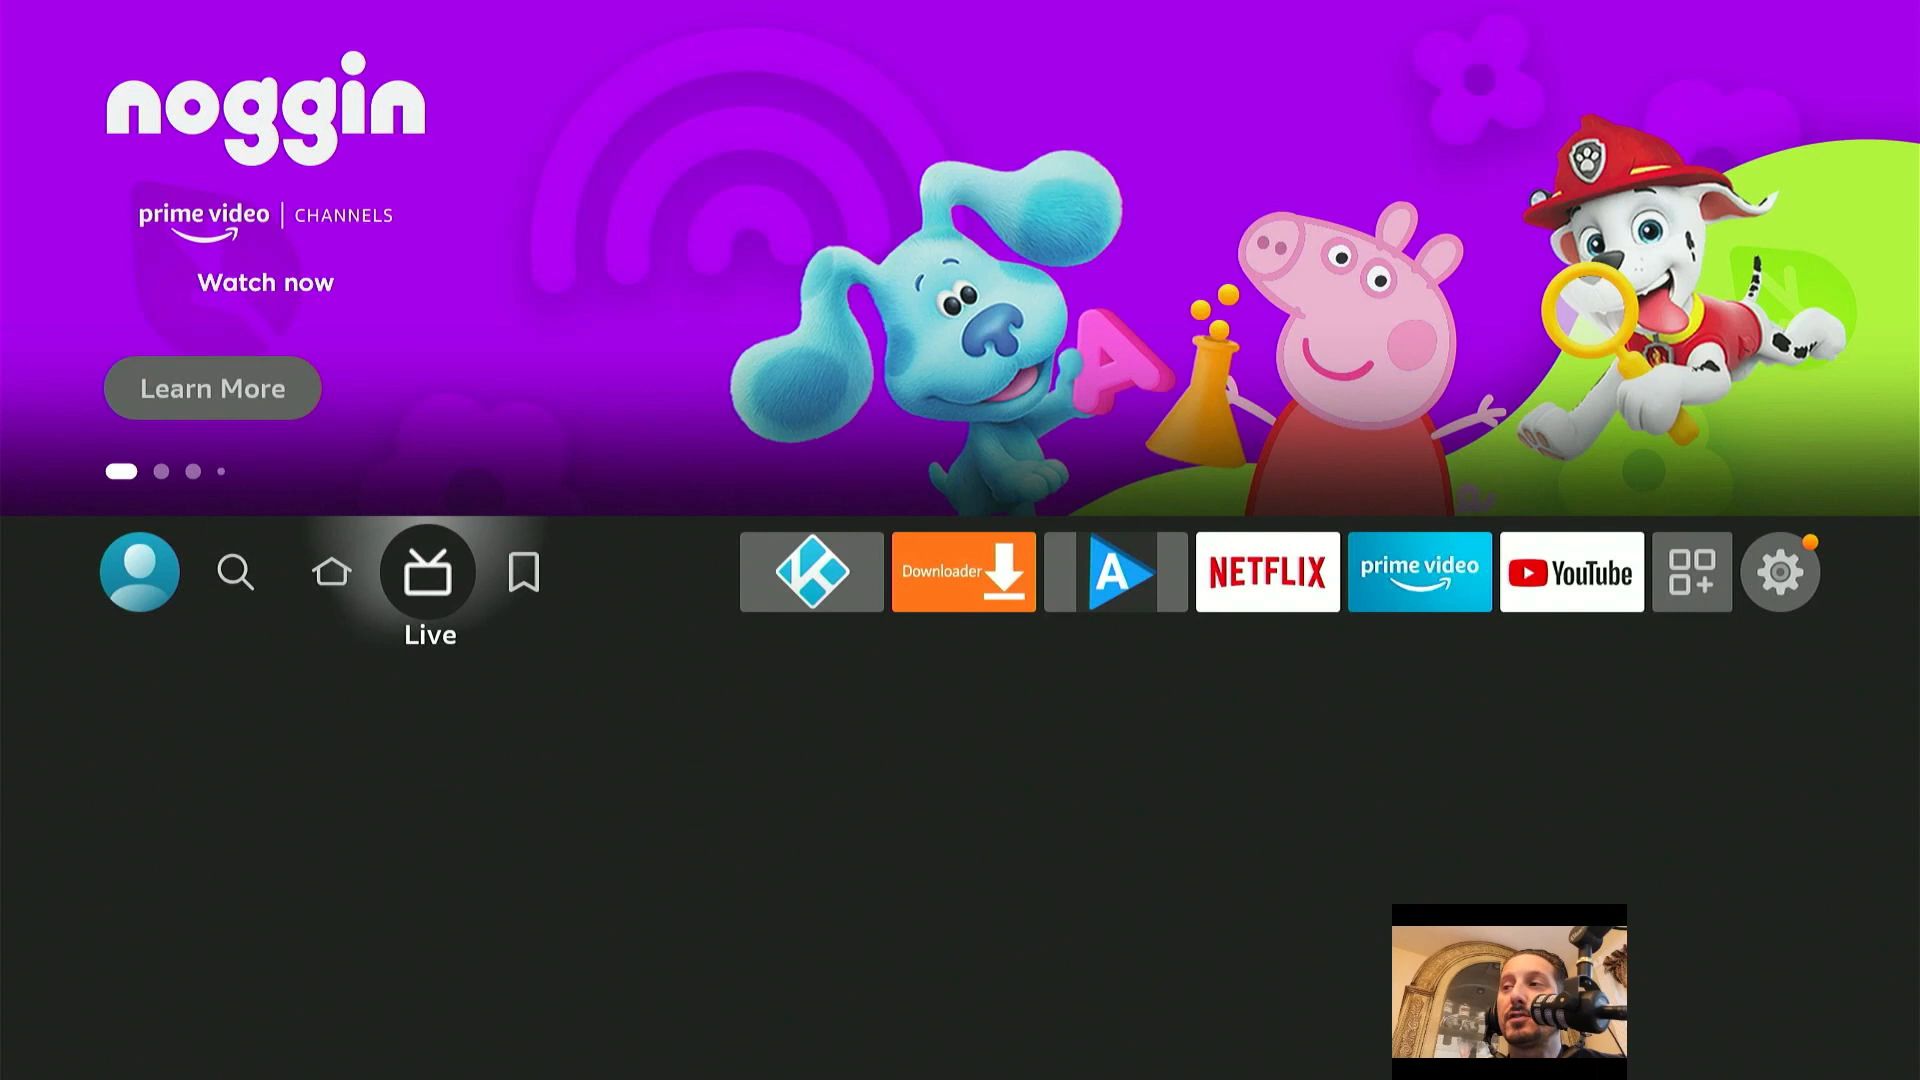 noggin
prime video | CHANNELS
Watch now
Learn More
A
Live
Downloader
A
NETFLIX
prime video
YouTube